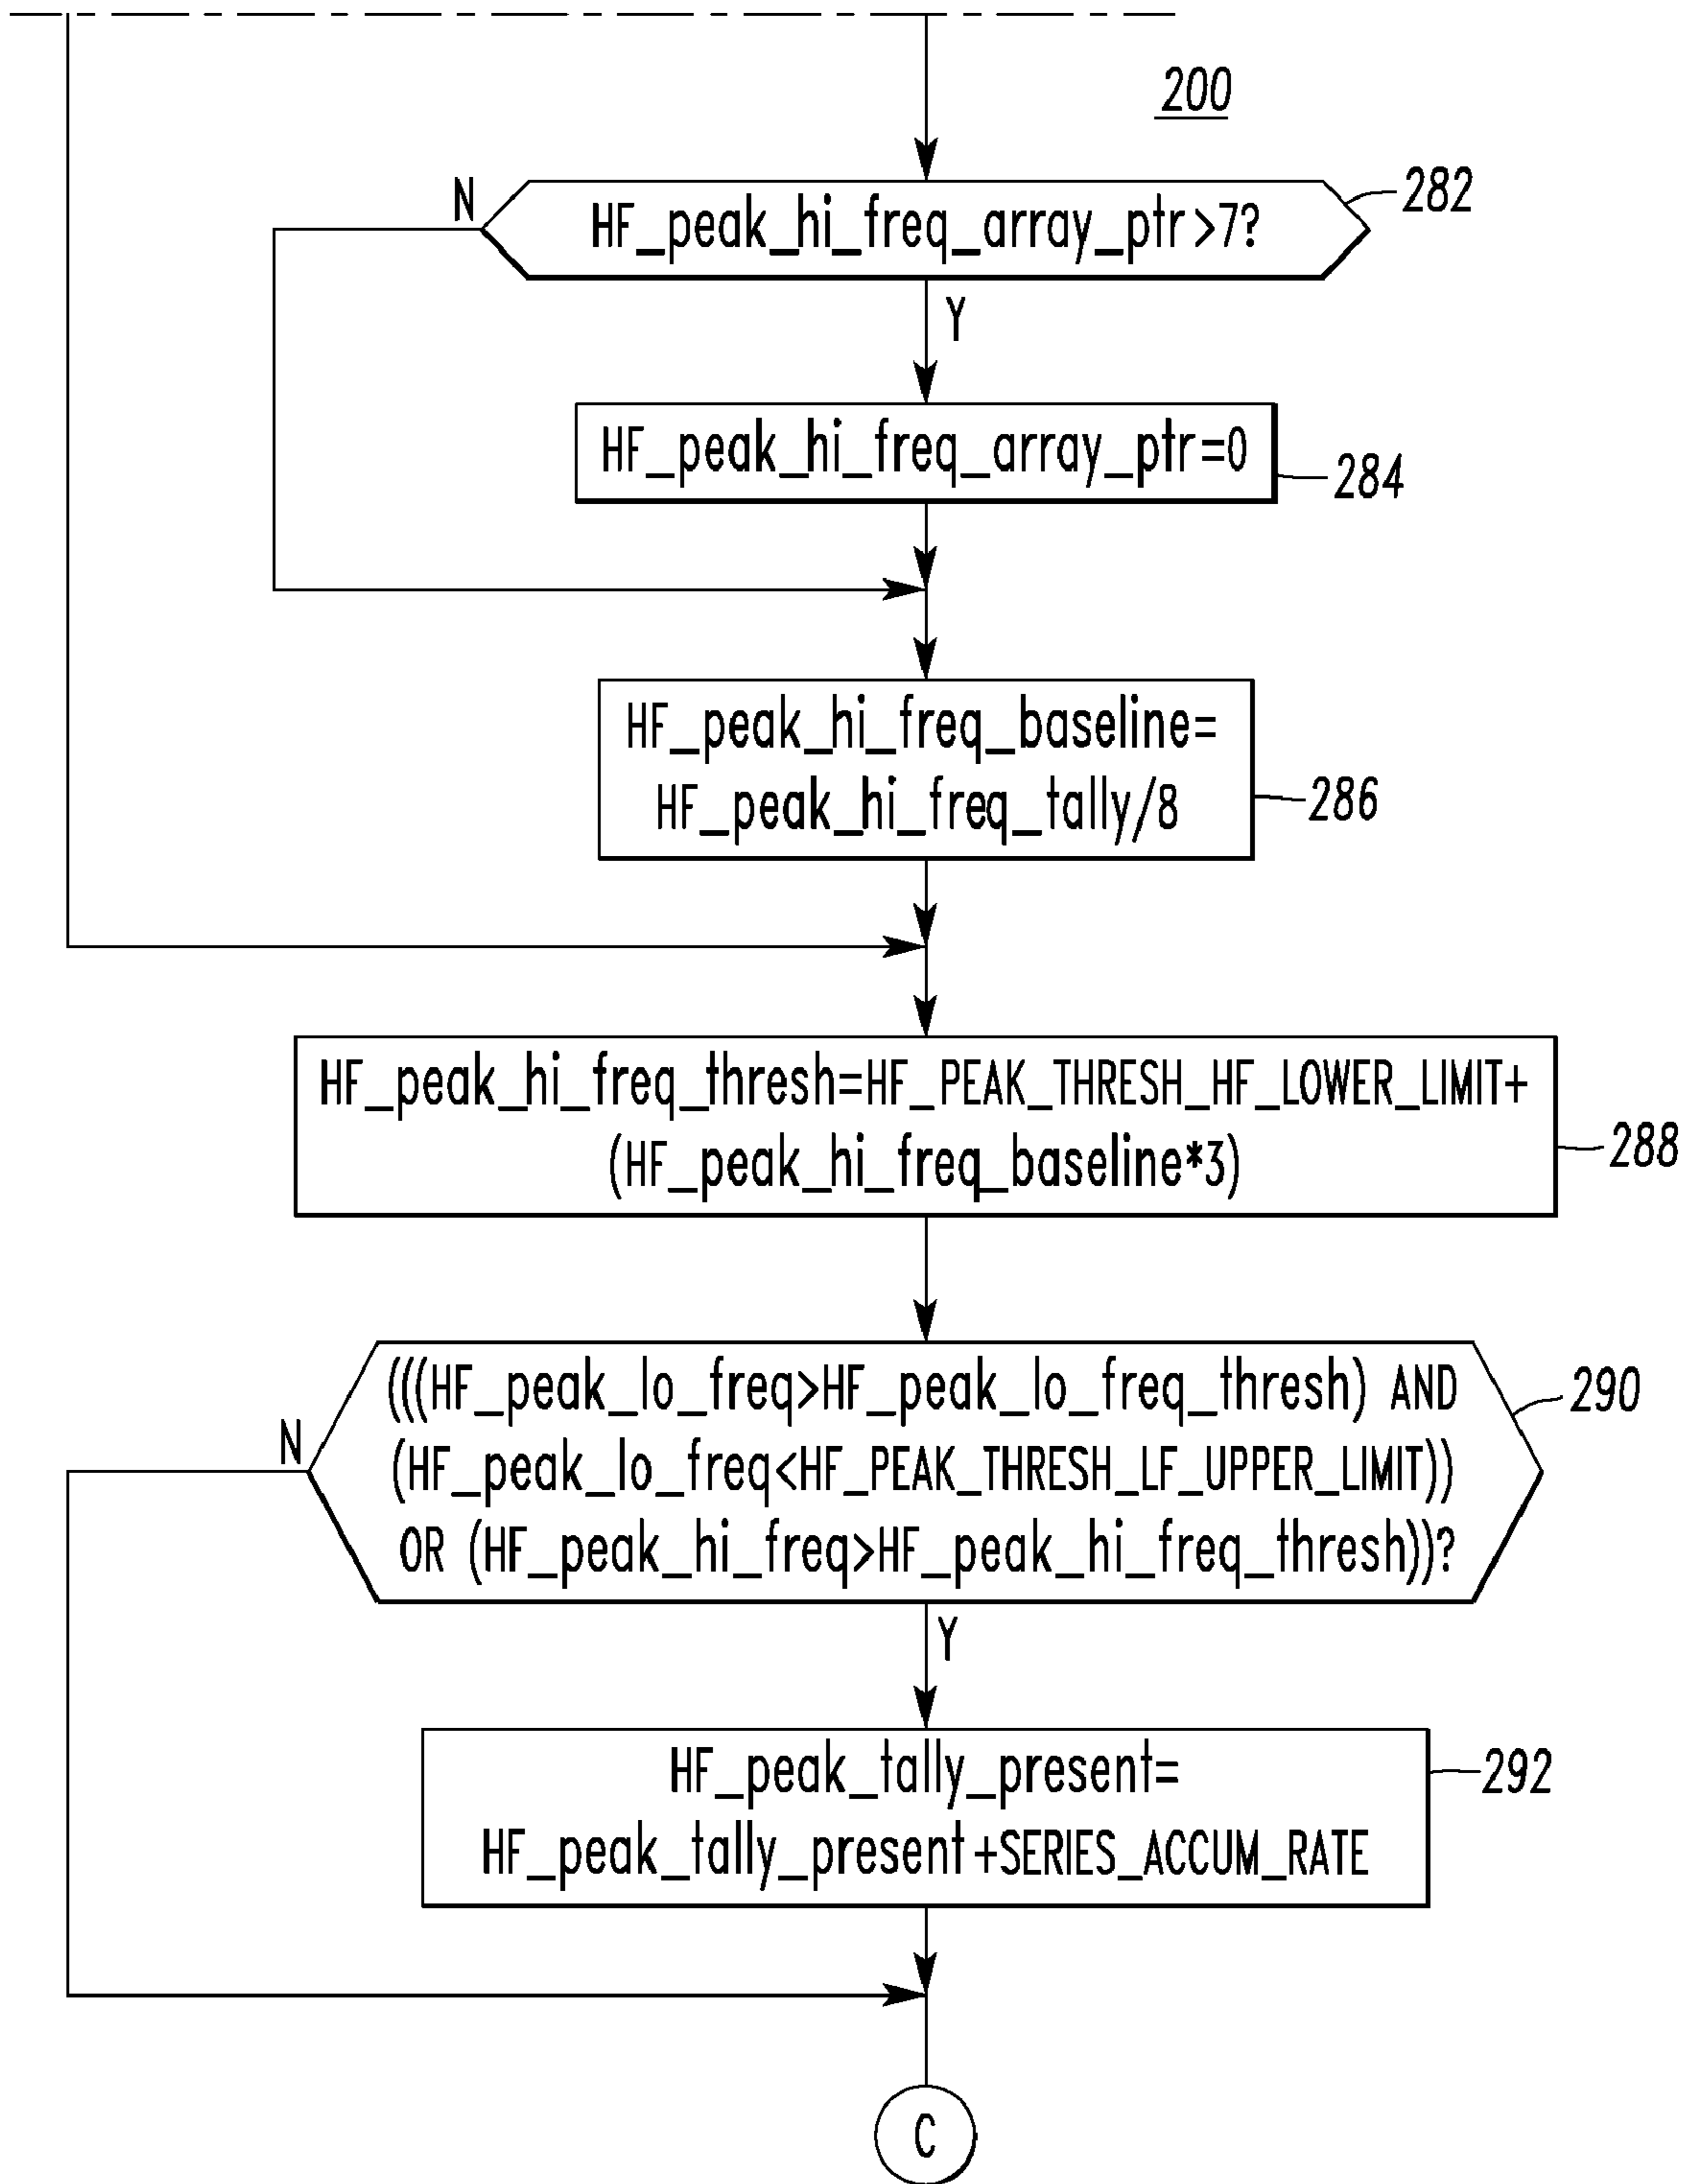 200
N
HF_peak_hi_freq_array_ptr>7?
282
Y
HF_peak_hi_freq_array_ptr=0
284
HF_peak_hi_freq_baseline=
HF_peak_hi_freq_tally/8
286
HF_peak_hi_freq_thresh=HF_PEAK_THRESH_HF_LOWER_LIMIT+
(HF_peak_hi_freq_baseline*3)
288
(((HF_peak_lo_freq>HF_peak_lo_freq_thresh) AND
290
N
(HF_peak_lo_freq<HF_PEAK_THRESH_LF_UPPER_LIMIT))
OR (HF_peak_hi_freq>HF_peak_hi_freq_thresh))?
Y
HF_peak_tally_present=
292
HF_peak_tally_present+SERIES_ACCUM_RATE
C